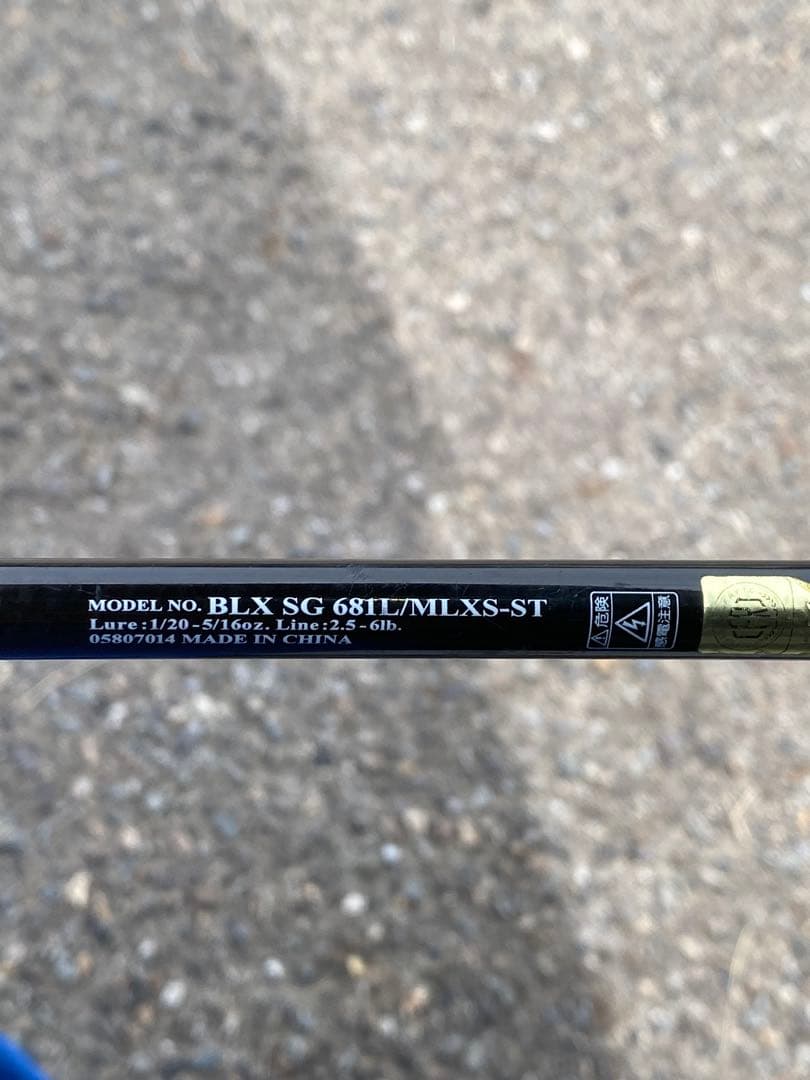 MODEL NO. BLX SG 681L/MLXS-ST
Lure:1/20-5/16oz. Line:2.5-6lb.
05807014 MADE IN CHINA
危険
感電注意